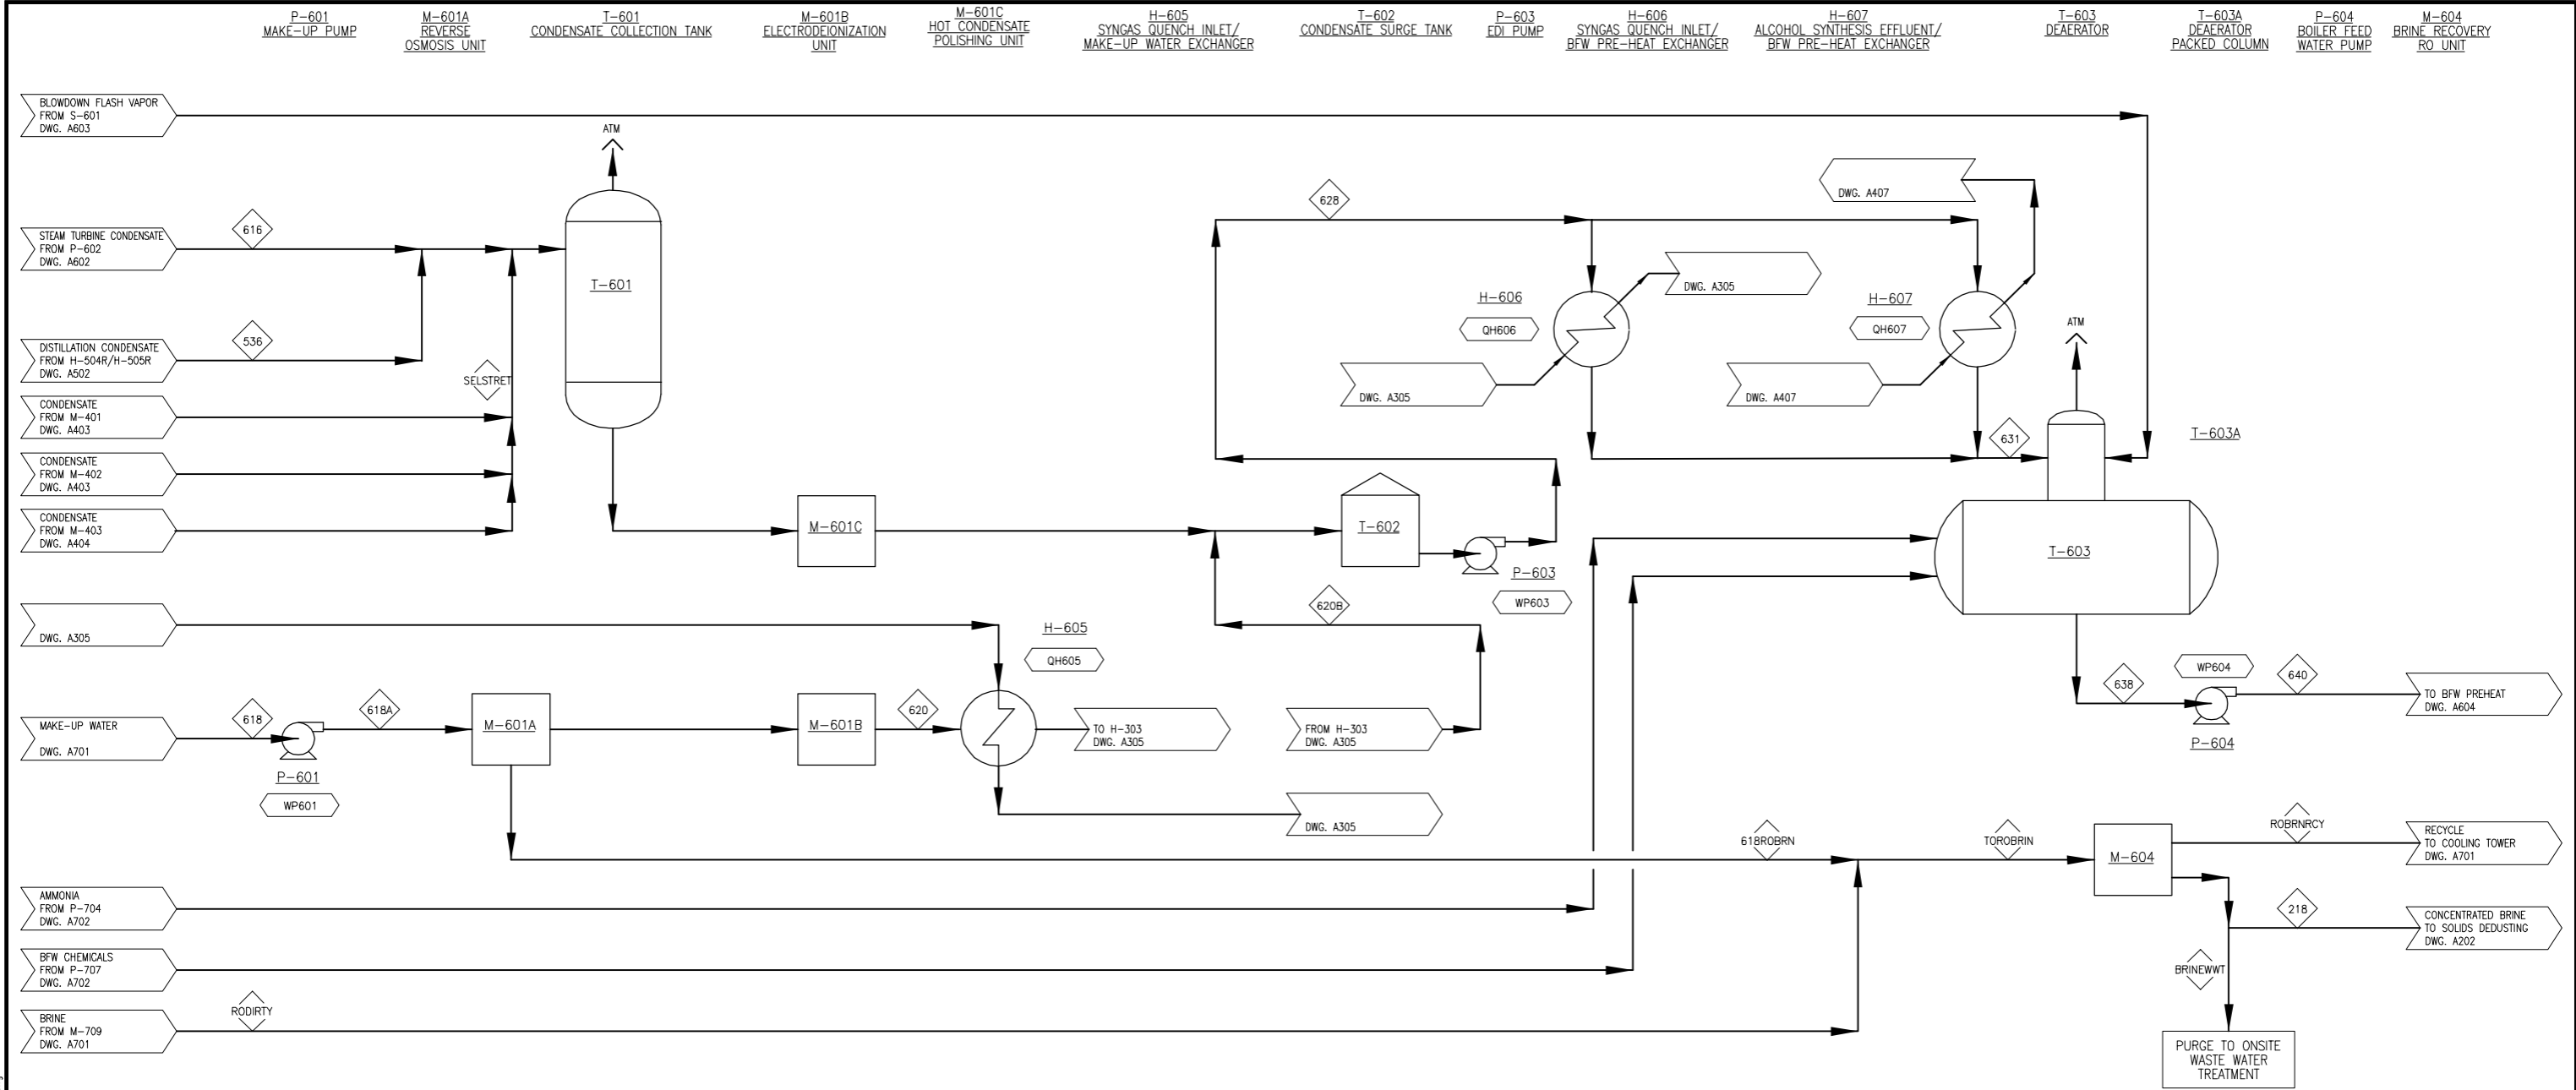 P-601
MAKE-UP PUMP
M-601A
REVERSE
OSMOSIS UNIT
T-601
CONDENSATE COLLECTION TANK
M-601B
ELECTRODEIONIZATION
UNIT
M-601C
HOT CONDENSATE
POLISHING UNIT
H-605
SYNGAS QUENCH INLET/
MAKE-UP WATER EXCHANGER
T-602
CONDENSATE SURGE TANK
P-603
EDI PUMP
H-606
SYNGAS QUENCH INLET/
BFW PRE-HEAT EXCHANGER
H-607
ALCOHOL SYNTHESIS EFFLUENT/
BFW PRE-HEAT EXCHANGER
T-603
DEAERATOR
T-603A
DEAERATOR
PACKED COLUMN
P-604
BOILER FEED
WATER PUMP
M-604
BRINE RECOVERY
RO UNIT
BLOWDOWN FLASH VAPOR
FROM S-601
DWG. A603
ATM
DWG. A407
628
616
STEAM TURBINE CONDENSATE
FROM P-602
DWG. A602
T-601
DWG. A305
H-606
QH606
H-607
QH607
ATM
536
DISTILLATION CONDENSATE
FROM H-504R/H-505R
DWG. A502
SELSTRET
DWG. A305
DWG. A407
CONDENSATE
FROM M-401
DWG. A403
631
T-603A
CONDENSATE
FROM M-402
DWG. A403
CONDENSATE
FROM M-403
DWG. A404
M-601C
T-602
P-603
WP603
T-603
620B
DWG. A305
H-605
QH605
WP604
638
640
TO BFW PREHEAT
DWG. A604
P-604
MAKE-UP WATER
DWG. A701
618
618A
M-601A
M-601B
620
TO H-303
DWG. A305
FROM H-303
DWG. A305
P-601
WP601
DWG. A305
618ROBRN
TOROBRIN
M-604
ROBRNRCY
RECYCLE
TO COOLING TOWER
DWG. A701
AMMONIA
FROM P-704
DWG. A702
218
CONCENTRATED BRINE
TO SOLIDS DEDUSTING
DWG. A202
BFW CHEMICALS
FROM P-707
DWG. A702
BRINEWWT
RODIRTY
BRINE
FROM M-709
DWG. A701
PURGE TO ONSITE
WASTE WATER
TREATMENT